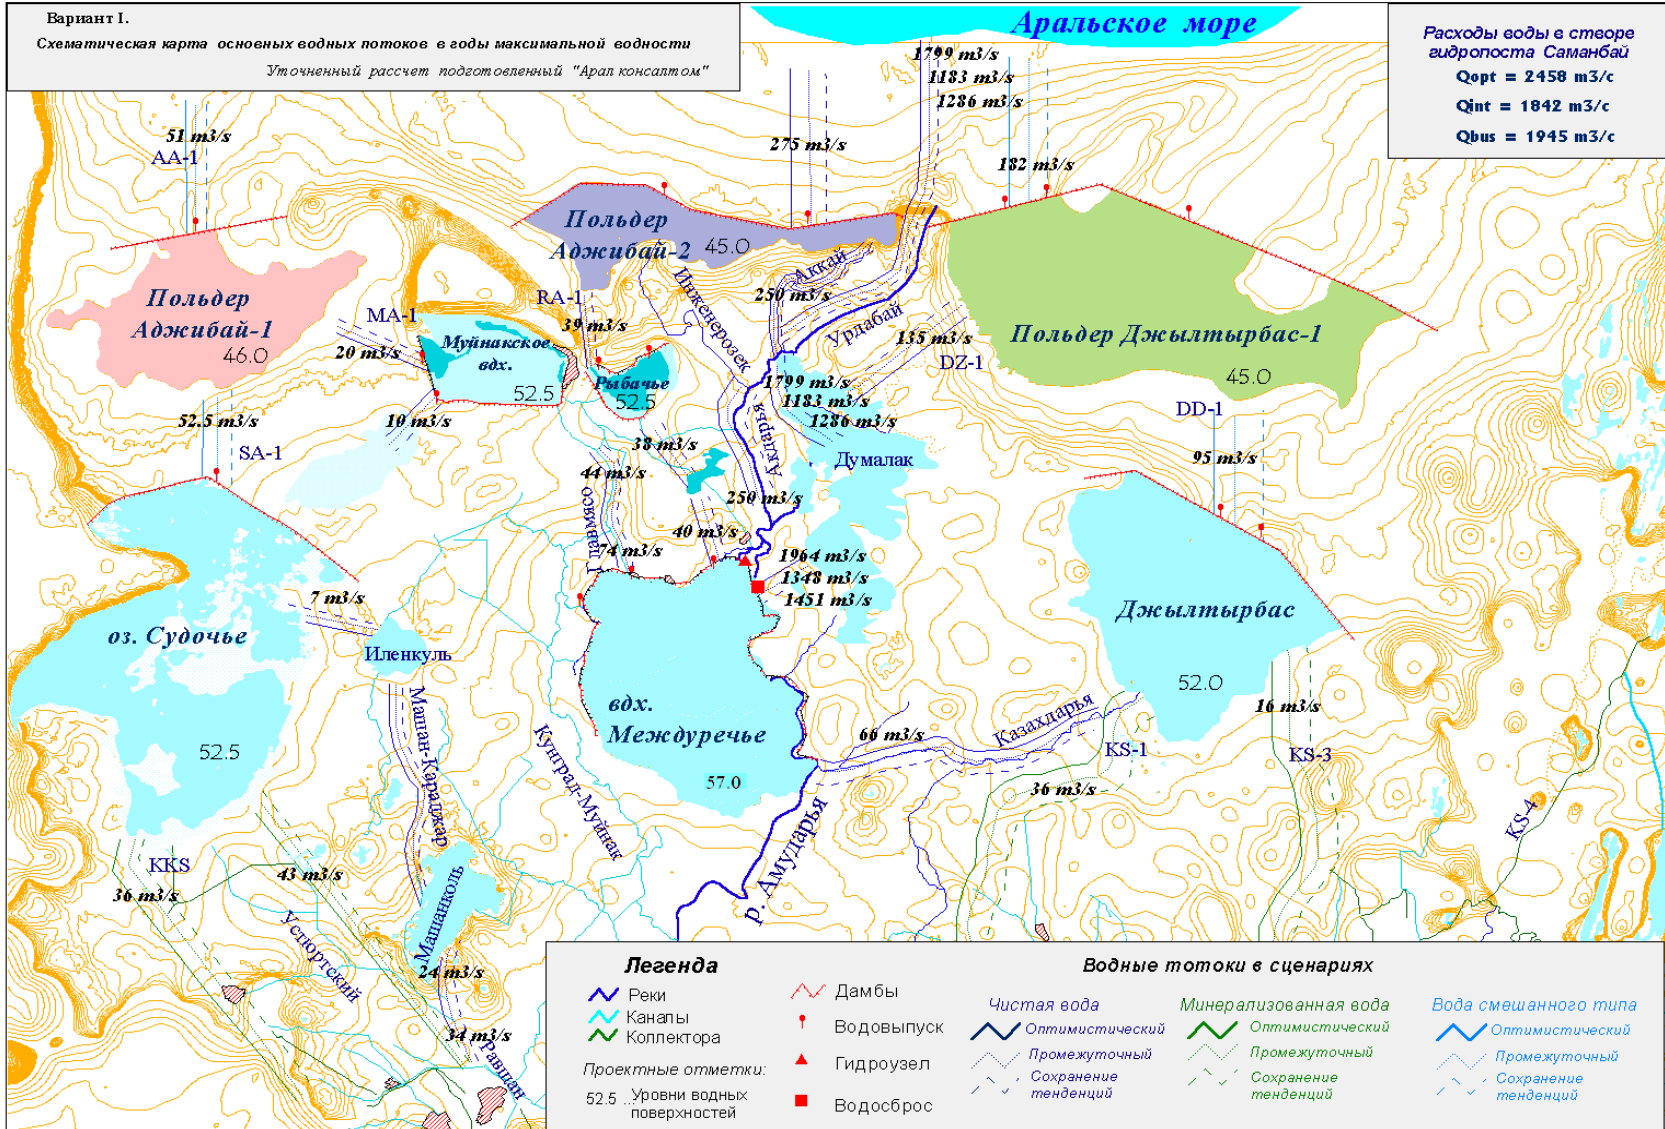 Вариант I.
Схематическая карта основных водных потоков в годы максимальной водности
Уточненный рассчет подготовленный "Арал консалтом"
Аральское море
Расходы воды в створе
гидропоста Саманбай
Qopt = 2458 m3/c
Qint = 1842 m3/c
Qbus = 1945 m3/c
1799 m3/s
1183 m3/s
1286 m3/s
51 m3/s
AA-1
275 m3/s
182 m3/s
Польдер
Аджибай-2
45.0
Польдер
Аджибай-1
46.0
MA-1
20 m3/s
RA-1
39 m3/s
Инженерозек
Аккай
250 m3/s
Урдабай
135 m3/s
DZ-1
Польдер Джылтырбас-1
45.0
Муйнакское
вдх.
52.5
Рыбачье
52.5
1799 m3/s
1183 m3/s
1286 m3/s
Акдарья
Думалак
52.5 m3/s
SA-1
10 m3/s
38 m3/s
44 m3/s
250 m3/s
40 m3/s
74 m3/s
DD-1
95 m3/s
1964 m3/s
1348 m3/s
1451 m3/s
7 m3/s
Иленкуль
оз. Судочье
52.5
Джылтырбас
52.0
вдх.
Междуречье
57.0
Машан-Караджар
Кунград-Муйнак
66 m3/s
Казахдарья
KS-1
36 m3/s
16 m3/s
KS-3
KS-4
р. Амударья
KKS
36 m3/s
43 m3/s
Устюртский
Машанколь
24 m3/s
34 m3/s
Равшан
Легенда
Реки
Каналы
Коллектора
Проектные отметки:
52.5 ... Уровни водных
поверхностей
Дамбы
Водовыпуск
Гидроузел
Водосброс
Водные тотоки в сценариях
Чистая вода
Оптимистический
Промежуточный
Сохранение
тенденций
Минерализованная вода
Оптимистический
Промежуточный
Сохранение
тенденций
Вода смешанного типа
Оптимистический
Промежуточный
Сохранение
тенденций